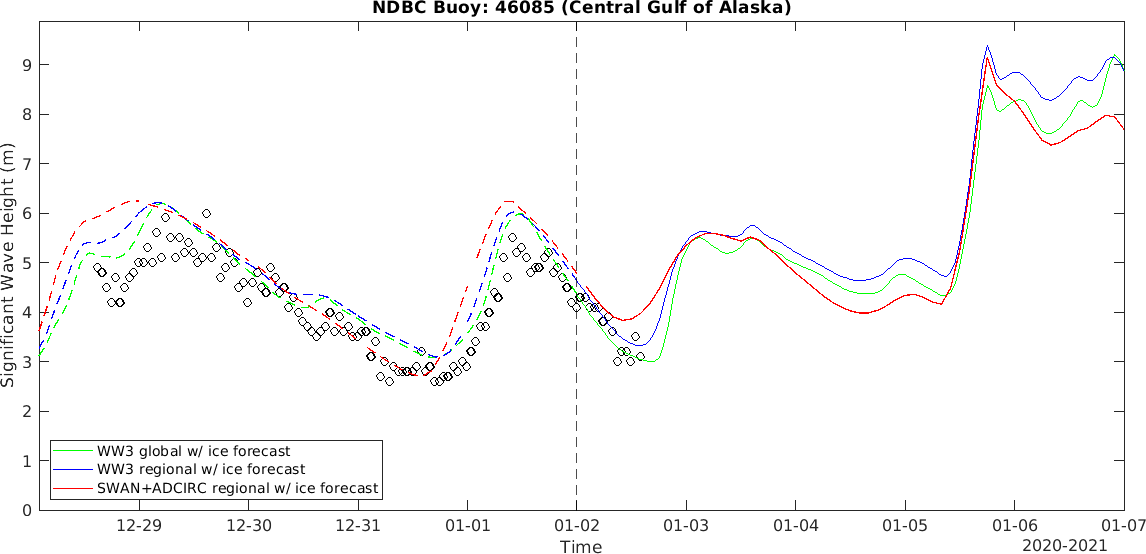 NDBC Buoy: 46085 (Central Gulf of Alaska)
Significant Wave Height (m)
9
8
7
6
5
4
3
2
1
0
WW3 global w/ ice forecast
WW3 regional w/ ice forecast
SWAN+ADCIRC regional w/ ice forecast
12-29 12-30 12-31 01-01 01-02 01-03 01-04 01-05 01-06 01-07
Time
2020-2021